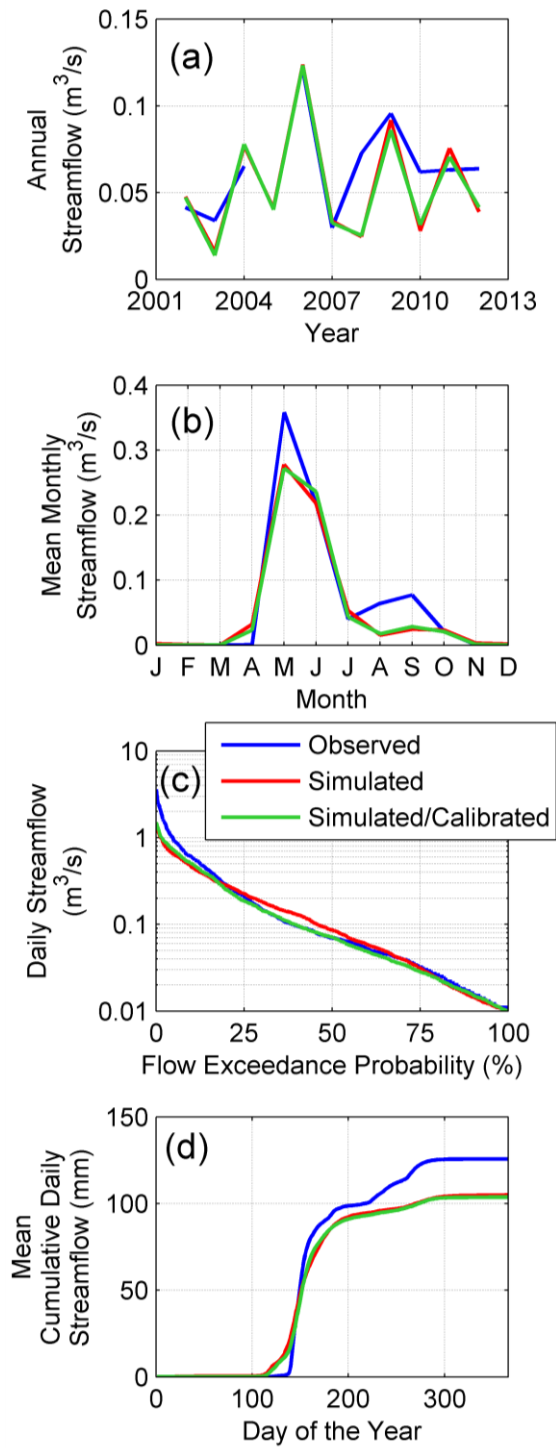 0.15
(a)
0.1
0.05
0
Annual
Streamflow (m³/s)
2001 2004 2007 2010 2013
Year
0.4
(b)
0.3
0.2
0.1
0
Mean Monthly
Streamflow (m³/s)
J F M A M J J A S O N D
Month
Observed
Simulated
Simulated/Calibrated
10
(c)
1
0.1
0.01
Daily Streamflow
(m³/s)
0 25 50 75 100
Flow Exceedance Probability (%)
150
(d)
100
50
0
Mean
Cumulative Daily
Streamflow (mm)
0 100 200 300
Day of the Year